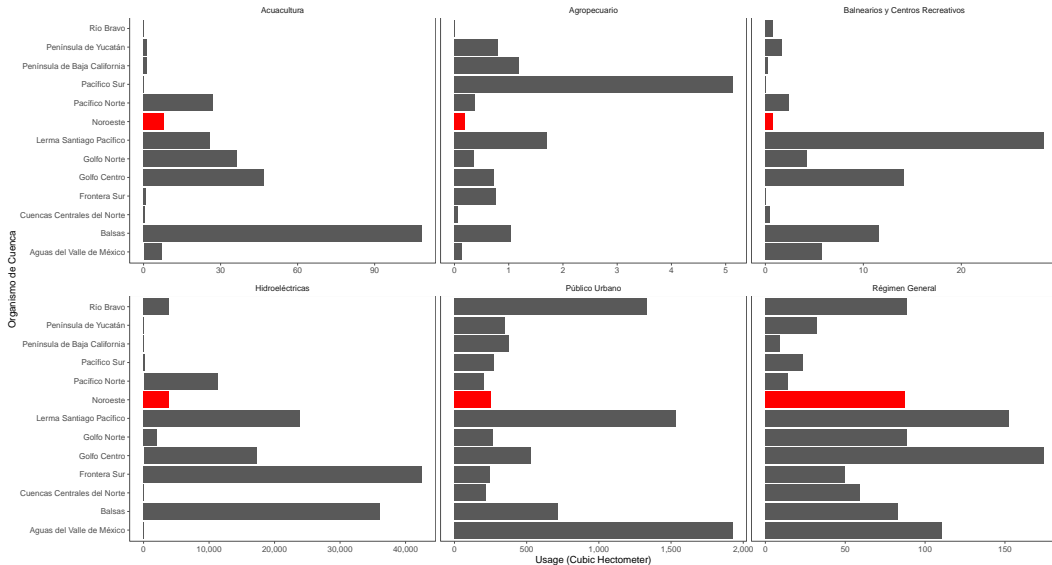 Acuacultura
Agropecuario
Balnearios y Centros Recreativos
Río Bravo
Península de Yucatán
Península de Baja California
Pacífico Sur
Pacífico Norte
Noroeste
Lerma Santiago Pacífico
Golfo Norte
Golfo Centro
Frontera Sur
Cuencas Centrales del Norte
Balsas
Aguas del Valle de México
0 30 60 90
0 1 2 3 4 5
0 10 20
Hidroeléctricas
Público Urbano
Régimen General
Río Bravo
Península de Yucatán
Península de Baja California
Pacífico Sur
Pacífico Norte
Noroeste
Lerma Santiago Pacífico
Golfo Norte
Golfo Centro
Frontera Sur
Cuencas Centrales del Norte
Balsas
Aguas del Valle de México
0 10,000 20,000 30,000 40,000
0 500 1,000 1,500 2,000
0 50 100 150
Usage (Cubic Hectometer)
Organismo de Cuenca